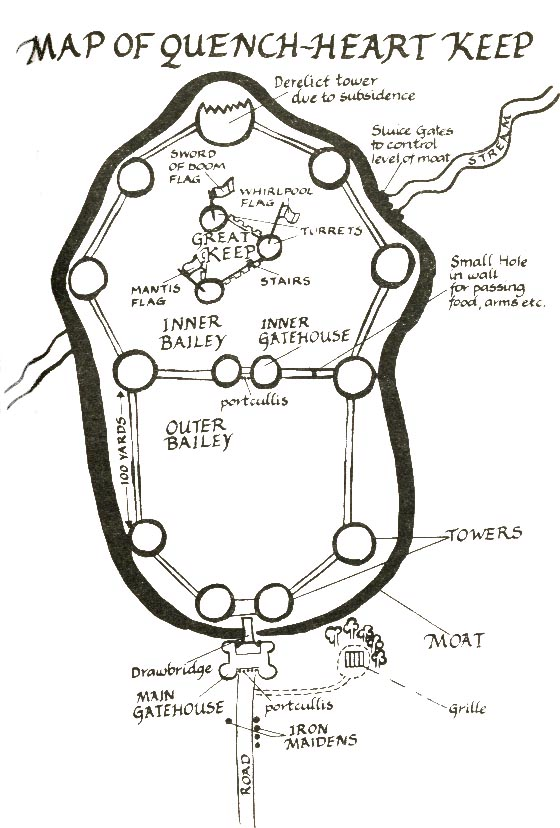 MAP OF QUENCH-HEART KEEP
Derelict tower
due to subsidence
Sluice Gates
to control
level of moat
STREAM
SWORD
OF DOOM
FLAG
WHIRLPOOL
FLAG
TURRETS
GREAT
KEEP
STAIRS
MANTIS
FLAG
Small Hole
in wall
for passing
food, arms etc.
INNER
BAILEY
INNER
GATEHOUSE
portcullis
OUTER
BAILEY
100 YARDS
TOWERS
MOAT
Drawbridge
MAIN
GATEHOUSE
portcullis
Grille
IRON
MAIDENS
ROAD